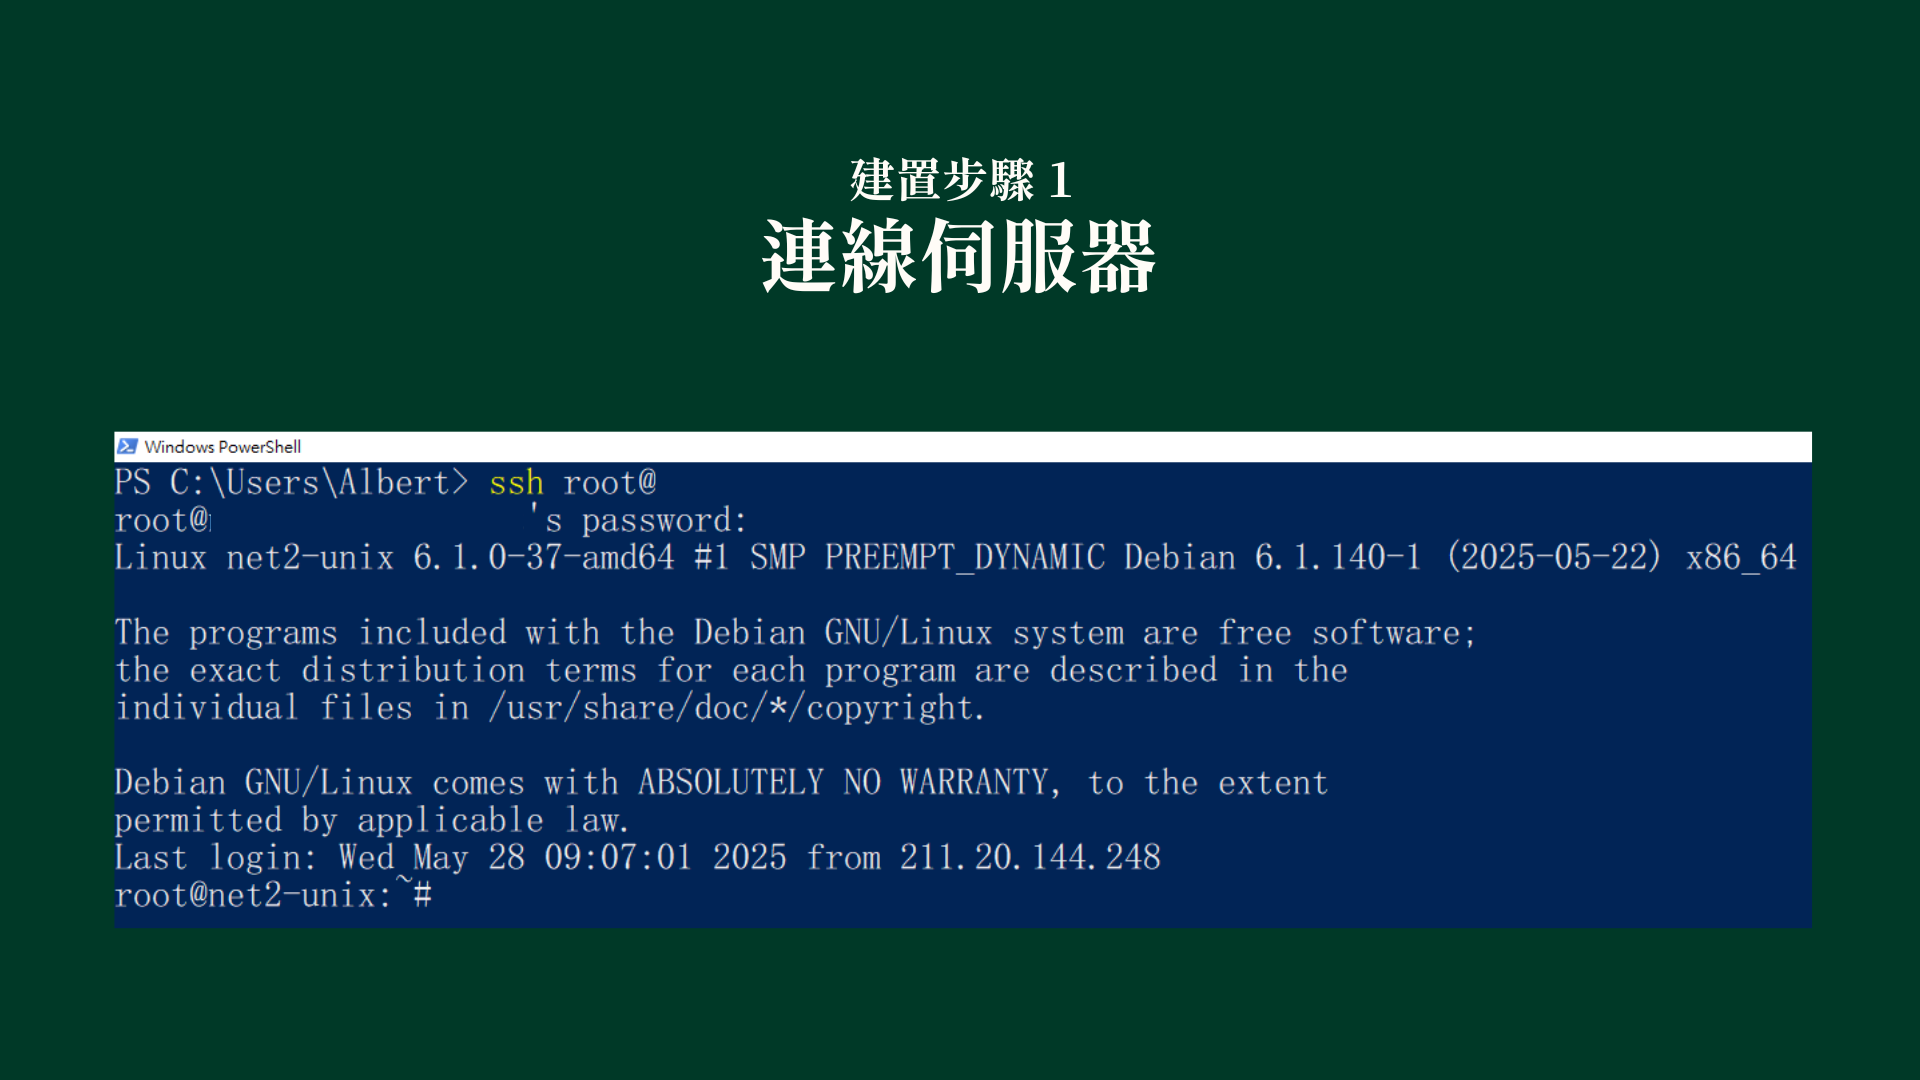 建置步驟 1
連線伺服器
Windows PowerShell
PS C:\Users\Albert> ssh root@
root@ 's password:
Linux net2-unix 6.1.0-37-amd64 #1 SMP PREEMPT_DYNAMIC Debian 6.1.140-1 (2025-05-22) x86_64
The programs included with the Debian GNU/Linux system are free software;
the exact distribution terms for each program are described in the
individual files in /usr/share/doc/*/copyright.
Debian GNU/Linux comes with ABSOLUTELY NO WARRANTY, to the extent
permitted by applicable law.
Last login: Wed May 28 09:07:01 2025 from 211.20.144.248
root@net2-unix:~#